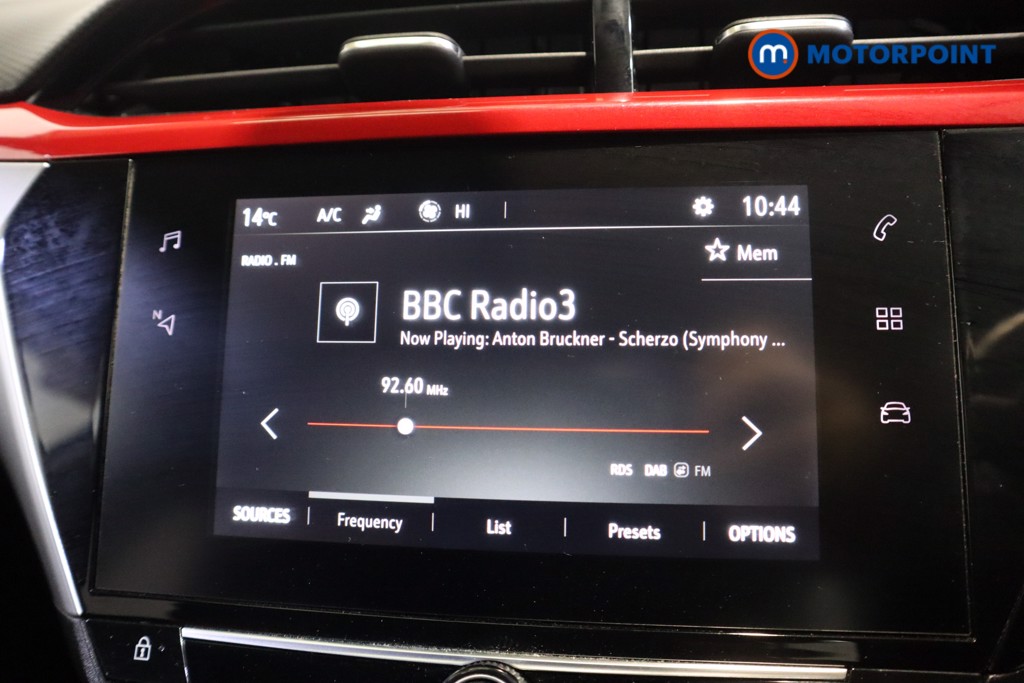 m MOTORPOINT
14°C A/C HI 10:44
RADIO . FM
Mem
BBC Radio3
Now Playing: Anton Bruckner - Scherzo (Symphony ...
92.60 MHz
N
RDS DAB FM
SOURCES Frequency List Presets OPTIONS